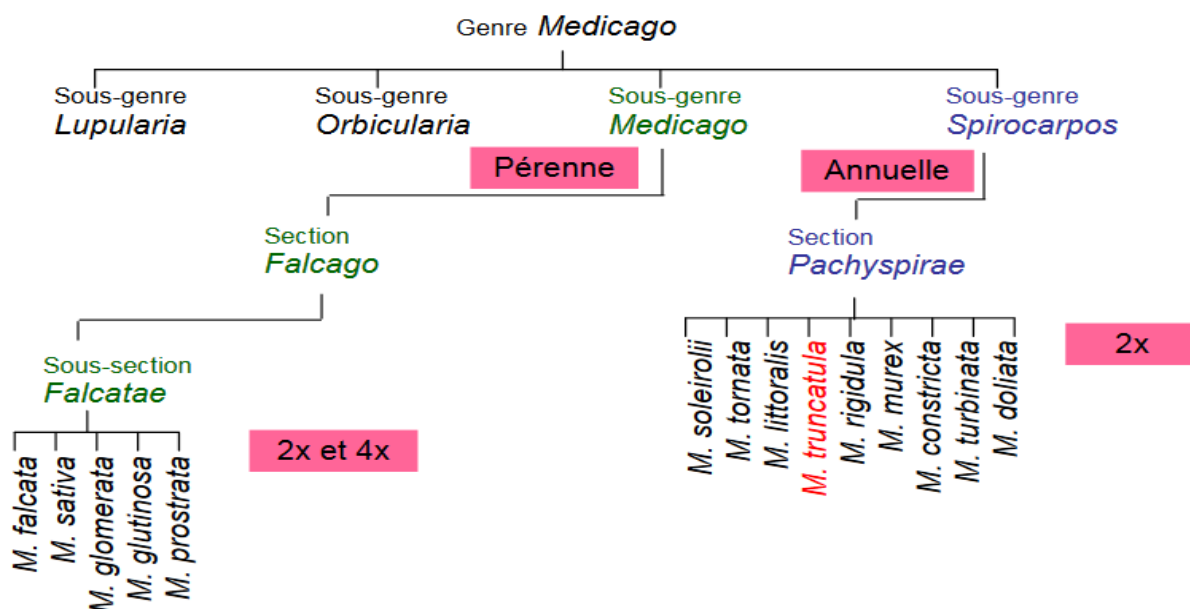 Genre Medicago
Sous-genre
Lupularia
Sous-genre
Orbicularia
Sous-genre
Medicago
Sous-genre
Spirocarpos
Pérenne
Annuelle
Section
Falcago
Section
Pachyspirae
Sous-section
Falcatae
M. falcata
M. sativa
M. glomerata
M. glutinosa
M. prostrata
2x et 4x
M. soleirolii
M. tornata
M. littoralis
M. truncatula
M. rigidula
M. murex
M. constricta
M. turbinata
M. doliata
2x